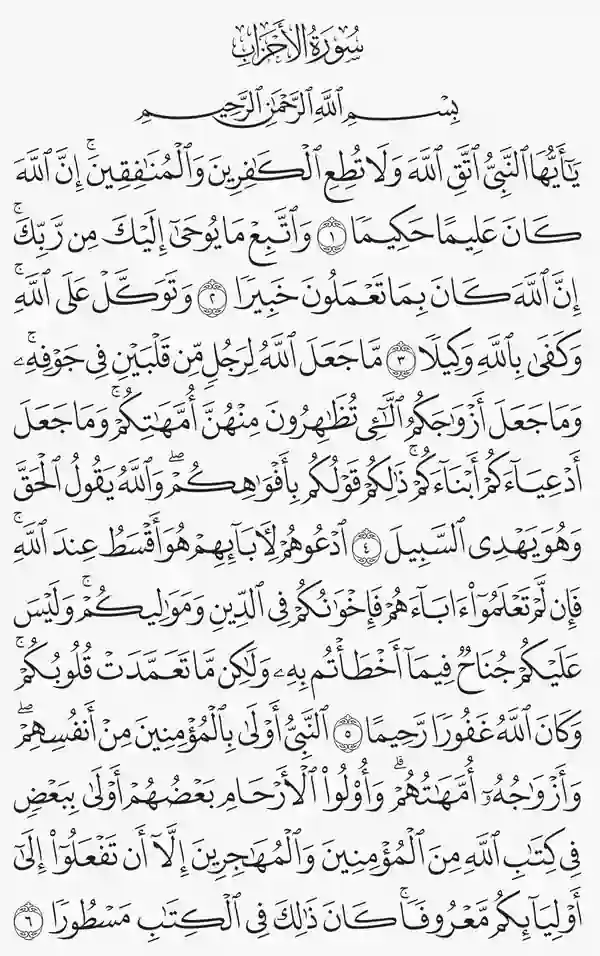 سُورَةُ الأَحْزَابِ
بِسْمِ ٱللَّهِ ٱلرَّحْمَٰنِ ٱلرَّحِيمِ
يَٰٓأَيُّهَا ٱلنَّبِيُّ ٱتَّقِ ٱللَّهَ وَلَا تُطِعِ ٱلْكَٰفِرِينَ وَٱلْمُنَٰفِقِينَۚ إِنَّ ٱللَّهَ
كَانَ عَلِيمًا حَكِيمًا ١ وَٱتَّبِعْ مَا يُوحَىٰٓ إِلَيْكَ مِن رَّبِّكَۚ
إِنَّ ٱللَّهَ كَانَ بِمَا تَعْمَلُونَ خَبِيرًا ٢ وَتَوَكَّلْ عَلَى ٱللَّهِۚ
وَكَفَىٰ بِٱللَّهِ وَكِيلًا ٣ مَّا جَعَلَ ٱللَّهُ لِرَجُلٍ مِّن قَلْبَيْنِ فِي جَوْفِهِۦۚ
وَمَا جَعَلَ أَزْوَٰجَكُمُ ٱلَّٰٓـِٔي تُظَٰهِرُونَ مِنْهُنَّ أُمَّهَٰتِكُمْۚ وَمَا جَعَلَ
أَدْعِيَآءَكُمْ أَبْنَآءَكُمْۚ ذَٰلِكُمْ قَوْلُكُم بِأَفْوَٰهِكُمْۖ وَٱللَّهُ يَقُولُ ٱلْحَقَّ
وَهُوَ يَهْدِي ٱلسَّبِيلَ ٤ ٱدْعُوهُمْ لِأٓبَآئِهِمْ هُوَ أَقْسَطُ عِندَ ٱللَّهِۚ
فَإِن لَّمْ تَعْلَمُوٓا۟ ءَابَآءَهُمْ فَإِخْوَٰنُكُمْ فِي ٱلدِّينِ وَمَوَٰلِيكُمْۚ وَلَيْسَ
عَلَيْكُمْ جُنَاحٌ فِيمَآ أَخْطَأْتُم بِهِۦ وَلَٰكِن مَّا تَعَمَّدَتْ قُلُوبُكُمْۚ
وَكَانَ ٱللَّهُ غَفُورًا رَّحِيمًا ٥ ٱلنَّبِيُّ أَوْلَىٰ بِٱلْمُؤْمِنِينَ مِنْ أَنفُسِهِمْۖ
وَأَزْوَٰجُهُۥٓ أُمَّهَٰتُهُمْۗ وَأُو۟لُوا۟ ٱلْأَرْحَامِ بَعْضُهُمْ أَوْلَىٰ بِبَعْضٍ
فِي كِتَٰبِ ٱللَّهِ مِنَ ٱلْمُؤْمِنِينَ وَٱلْمُهَٰجِرِينَ إِلَّآ أَن تَفْعَلُوٓا۟ إِلَىٰٓ
أَوْلِيَآئِكُم مَّعْرُوفًاۚ كَانَ ذَٰلِكَ فِي ٱلْكِتَٰبِ مَسْطُورًا ٦